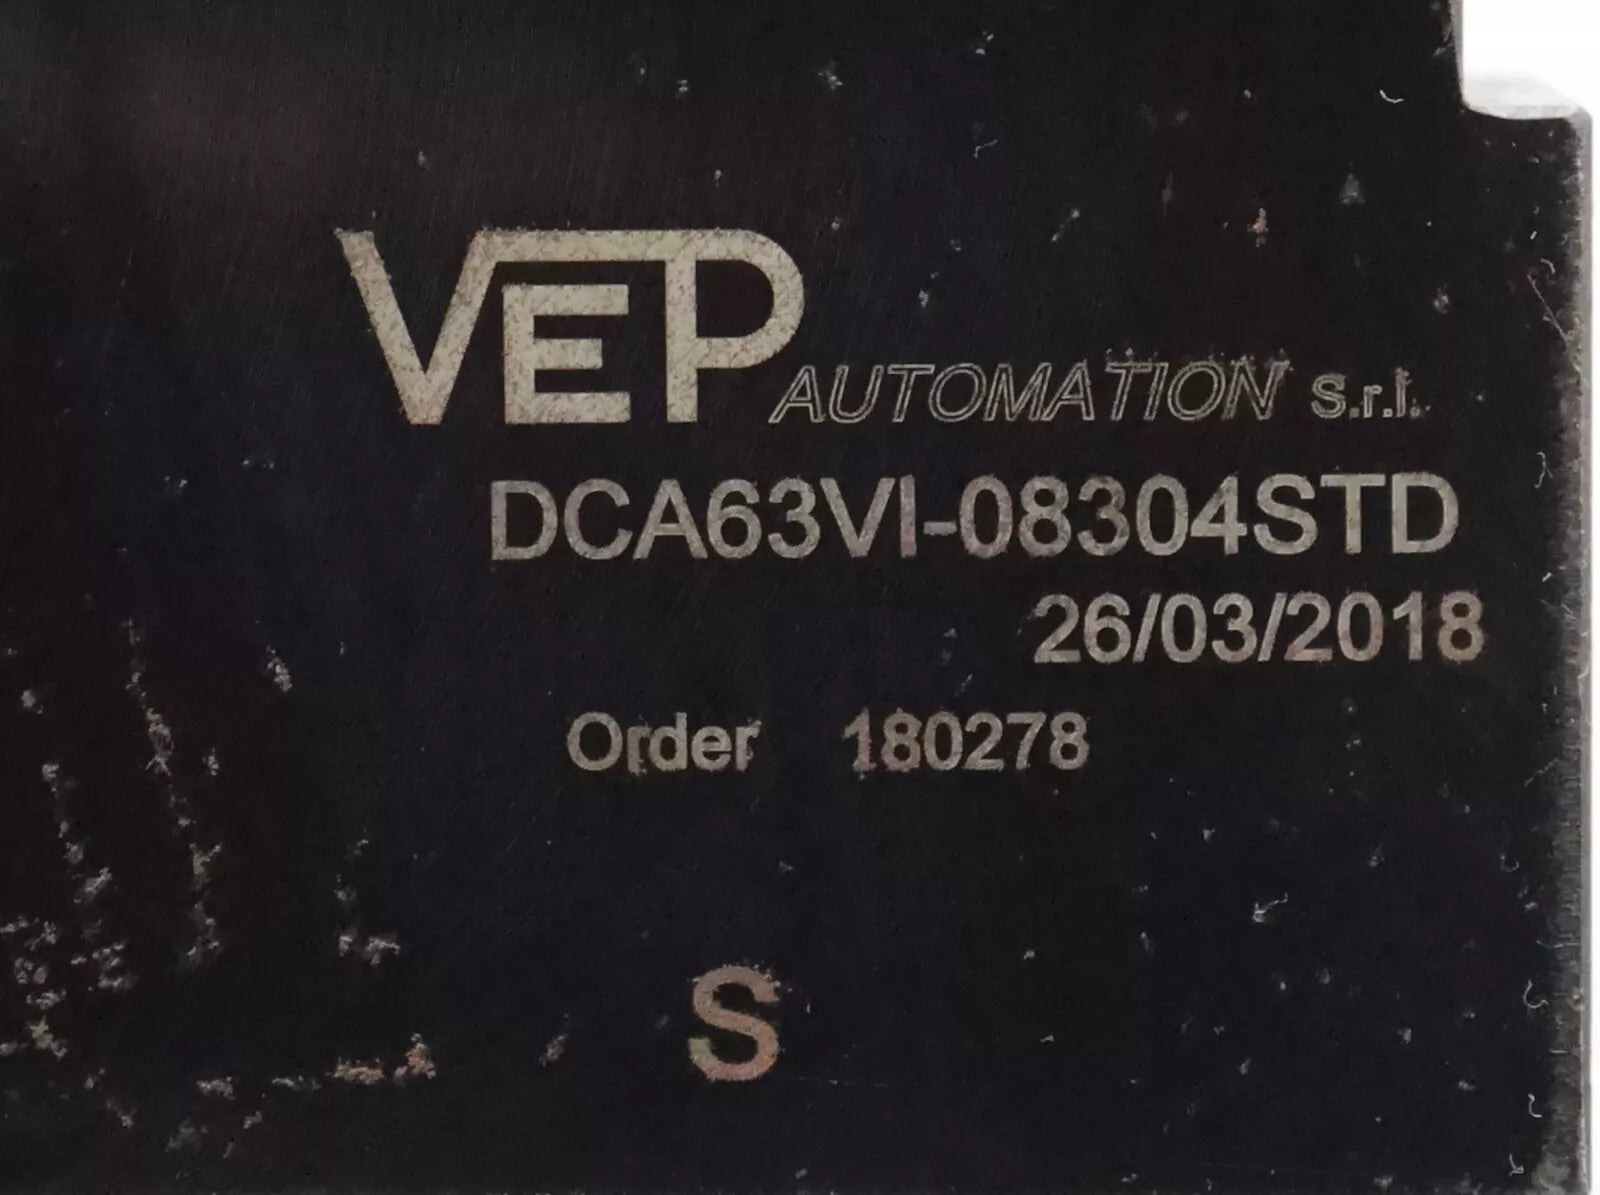 VEP AUTOMATION S.r.l.
DCA63VI-08304STD
26/03/2018
Order 180278
S